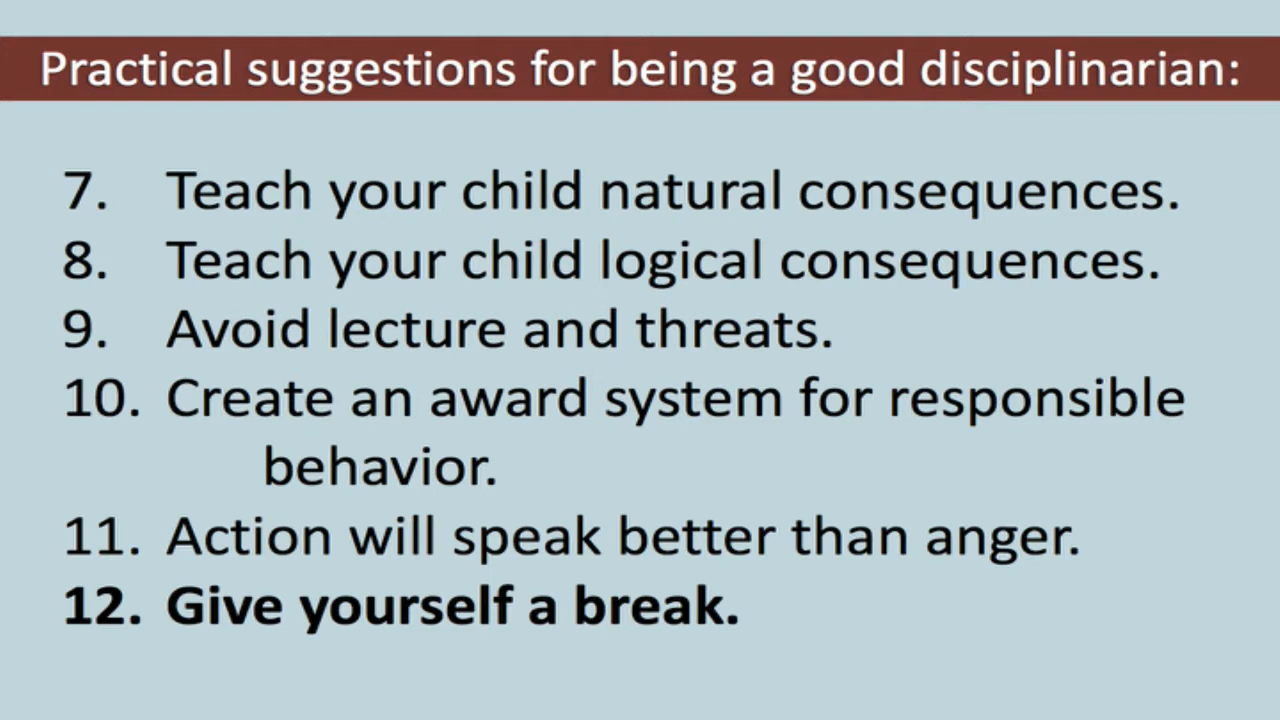 Practical suggestions for being a good disciplinarian:
7. Teach your child natural consequences.
8. Teach your child logical consequences.
9. Avoid lecture and threats.
10. Create an award system for responsible
behavior.
11. Action will speak better than anger.
12. Give yourself a break.